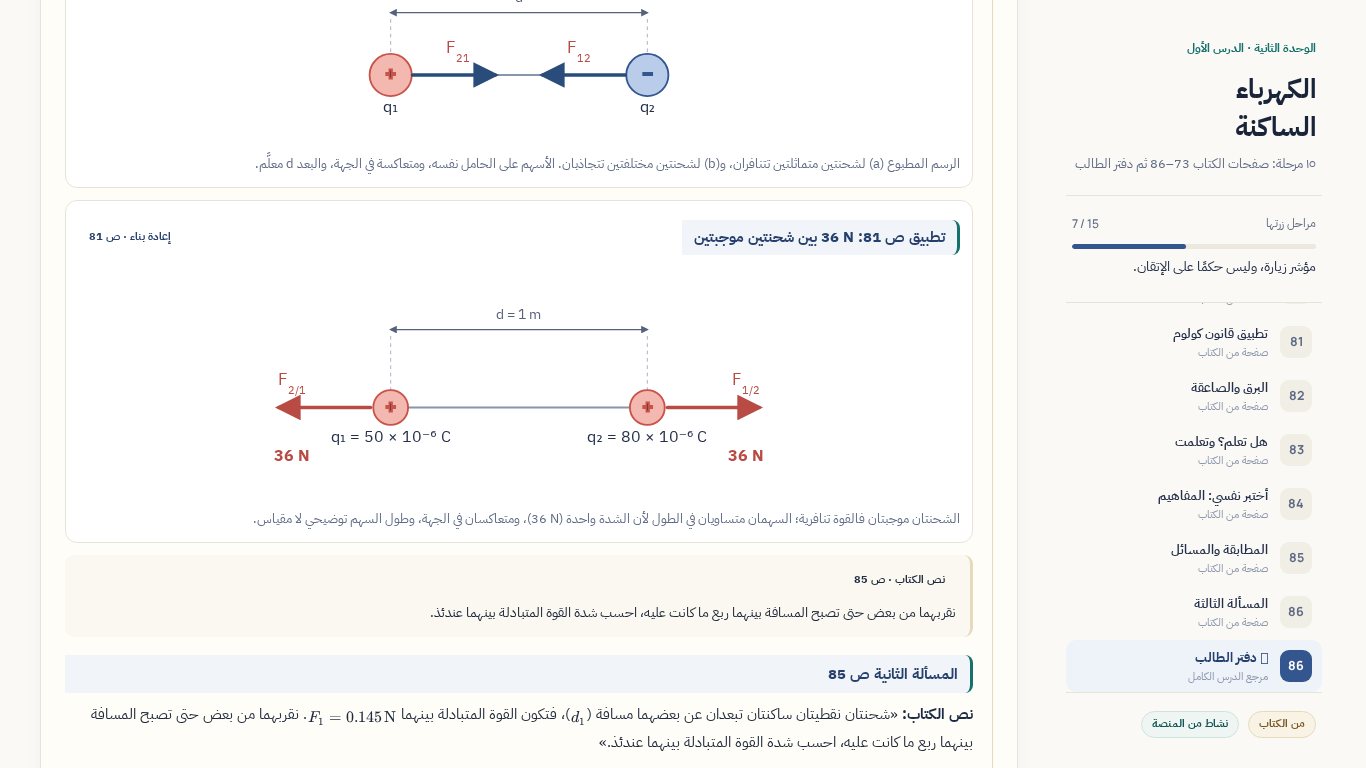 الوحدة الثانية · الدرس الأول
الكهرباء
الساكنة
١٥ مرحلة: صفحات الكتاب 73–86 ثم دفتر الطالب
مراحل زرتها
7 / 15
مؤشر زيارة، وليس حكمًا على الإتقان.
81
تطبيق قانون كولوم
صفحة من الكتاب
82
البرق والصاعقة
صفحة من الكتاب
83
هل تعلم؟ وتعلمت
صفحة من الكتاب
84
أختبر نفسي: المفاهيم
صفحة من الكتاب
85
المطابقة والمسائل
صفحة من الكتاب
86
المسألة الثالثة
صفحة من الكتاب
86
دفتر الطالب
مرجع الدرس الكامل
من الكتاب
نشاط من المنصة
F21
F12
+
−
q₁
q₂
الرسم المطبوع (a) لشحنتين متماثلتين تتنافران، و(b) لشحنتين مختلفتين تتجاذبان. الأسهم على الحامل نفسه، ومتعاكسة في الجهة، والبعد d معلَّم.
تطبيق ص 81: 36 N بين شحنتين موجبتين
إعادة بناء · ص 81
d = 1 m
F2/1
F1/2
+
+
q₁ = 50 × 10⁻⁶ C
q₂ = 80 × 10⁻⁶ C
36 N
36 N
الشحنتان موجبتان فالقوة تنافرية؛ السهمان متساويان في الطول لأن الشدة واحدة (36 N)، ومتعاكسان في الجهة، وطول السهم توضيحي لا مقياس.
نص الكتاب · ص 85
نقربهما من بعض حتى تصبح المسافة بينهما ربع ما كانت عليه، احسب شدة القوة المتبادلة بينهما عندئذ.
المسألة الثانية ص 85
نص الكتاب: «شحنتان نقطيتان ساكنتان تبعدان عن بعضهما مسافة (d₁)، فتكون القوة المتبادلة بينهما F₁ = 0.145 N. نقربهما من بعض حتى تصبح المسافة
بينهما ربع ما كانت عليه، احسب شدة القوة المتبادلة بينهما عندئذ.»